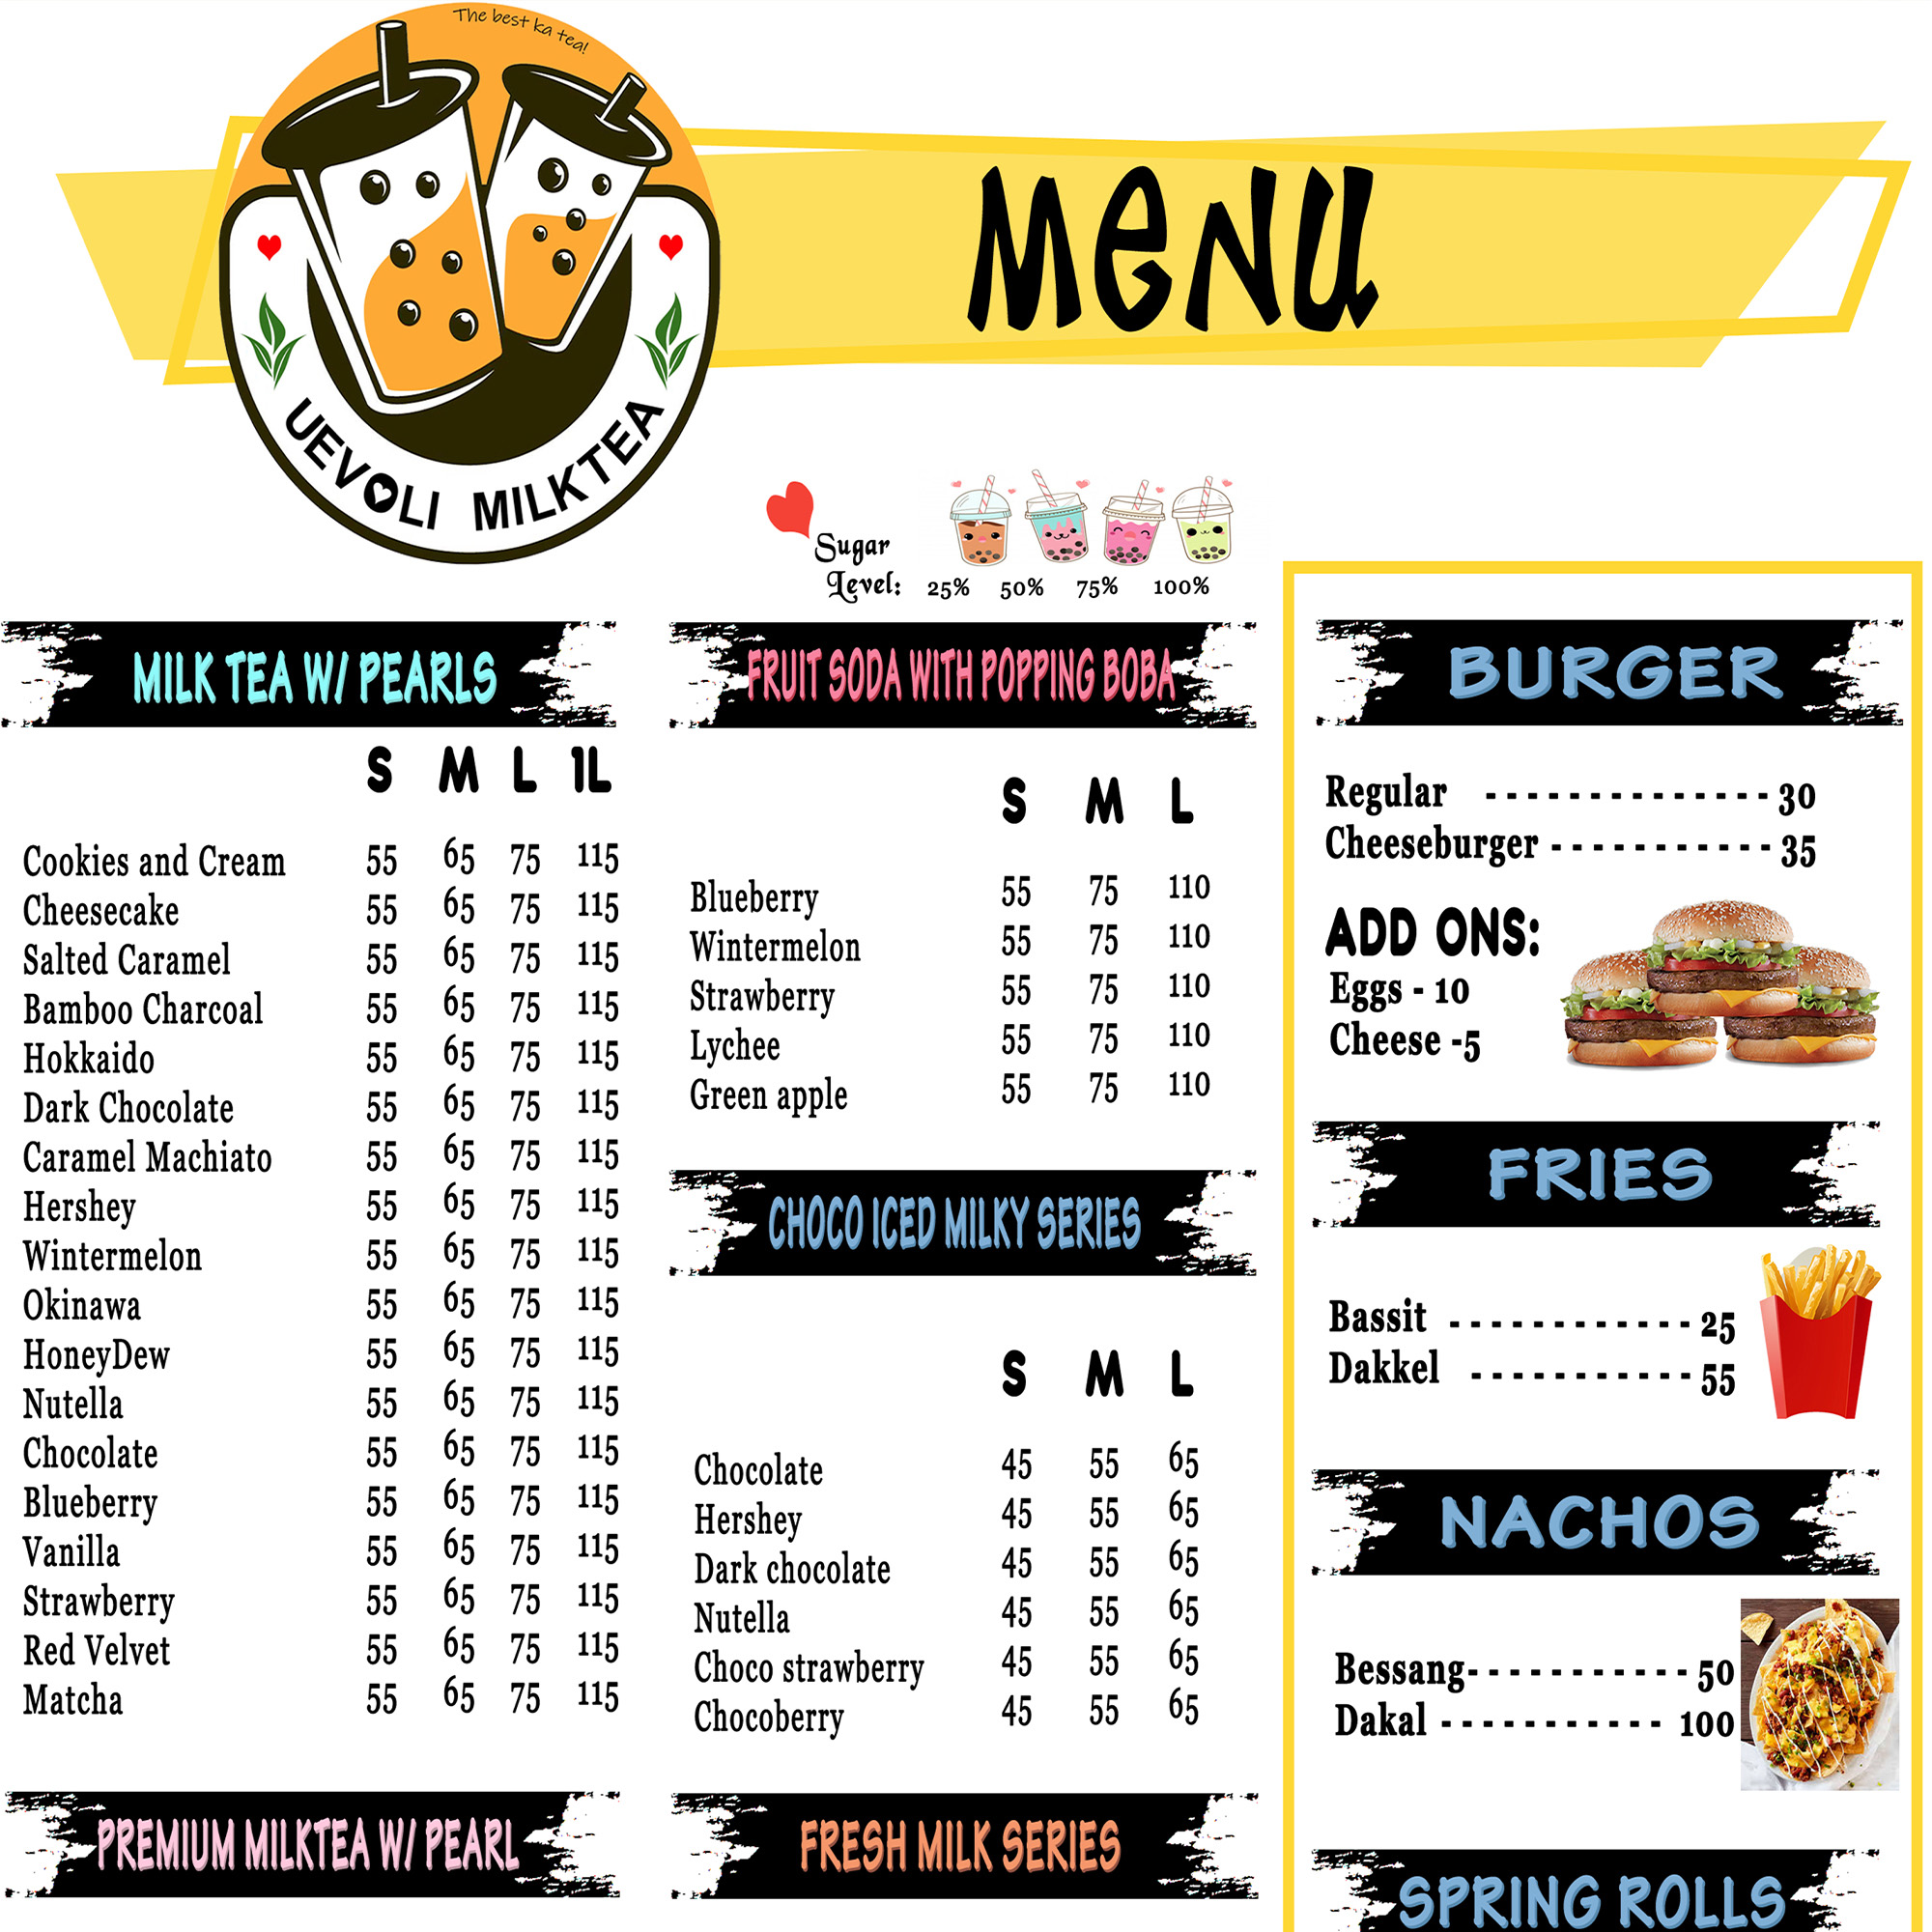 The best ka tea!
UEVOLI MILKTEA
MENU
Sugar
Level: 25% 50% 75% 100%
MILK TEA W/ PEARLS
S M L 1L
Cookies and Cream 55 65 75 115
Cheesecake 55 65 75 115
Salted Caramel 55 65 75 115
Bamboo Charcoal 55 65 75 115
Hokkaido 55 65 75 115
Dark Chocolate 55 65 75 115
Caramel Machiato 55 65 75 115
Hershey 55 65 75 115
Wintermelon 55 65 75 115
Okinawa 55 65 75 115
HoneyDew 55 65 75 115
Nutella 55 65 75 115
Chocolate 55 65 75 115
Blueberry 55 65 75 115
Vanilla 55 65 75 115
Strawberry 55 65 75 115
Red Velvet 55 65 75 115
Matcha 55 65 75 115
PREMIUM MILKTEA W/ PEARL
FRUIT SODA WITH POPPING BOBA
S M L
Blueberry 55 75 110
Wintermelon 55 75 110
Strawberry 55 75 110
Lychee 55 75 110
Green apple 55 75 110
CHOCO ICED MILKY SERIES
S M L
Chocolate 45 55 65
Hershey 45 55 65
Dark chocolate 45 55 65
Nutella 45 55 65
Choco strawberry 45 55 65
Chocoberry 45 55 65
FRESH MILK SERIES
BURGER
Regular - - - - - - - - - - - - - - 30
Cheeseburger - - - - - - - - - - - 35
ADD ONS:
Eggs - 10
Cheese -5
FRIES
Bassit - - - - - - - - - - - - 25
Dakkel - - - - - - - - - - - 55
NACHOS
Bessang- - - - - - - - - - - 50
Dakal - - - - - - - - - - - 100
SPRING ROLLS